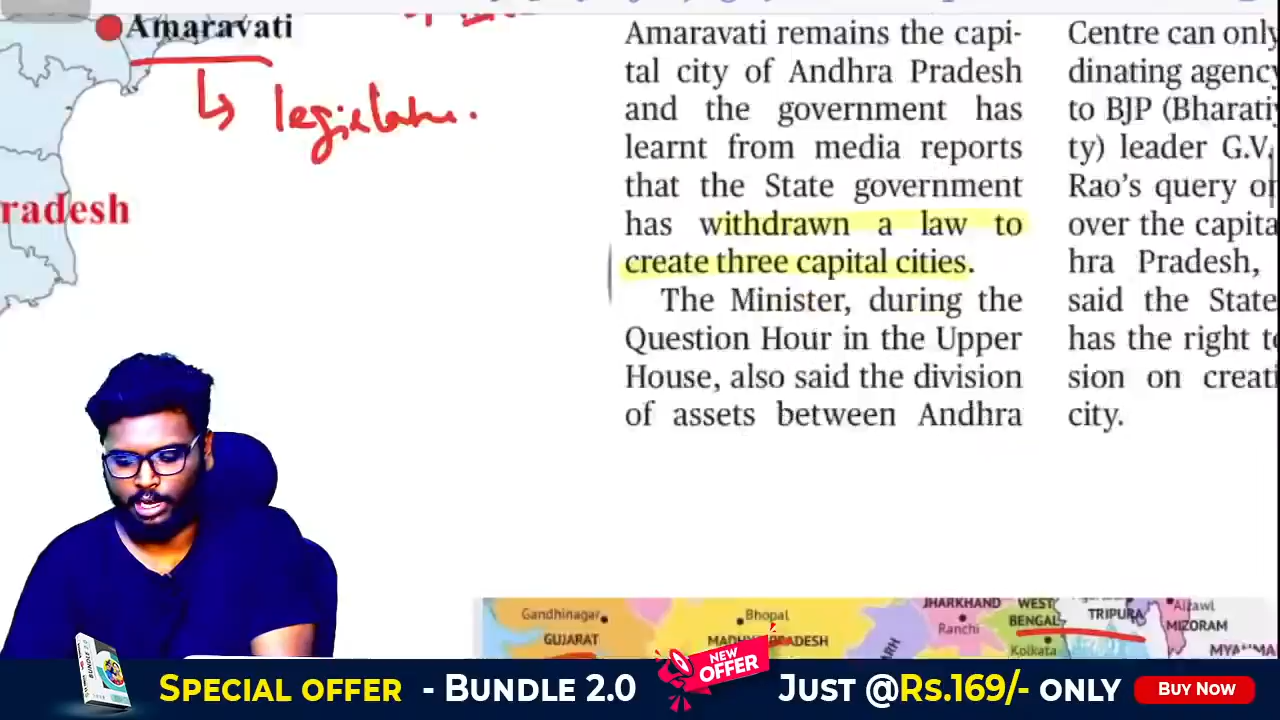 Amaravati
legislature.
radesh
Amaravati remains the capi-
tal city of Andhra Pradesh
and the government has
learnt from media reports
that the State government
has withdrawn a law to
create three capital cities.
The Minister, during the
Question Hour in the Upper
House, also said the division
of assets between Andhra
Centre can only
dinating agency
to BJP (Bharatiy
ty) leader G.V.
Rao's query o
over the capita
hra Pradesh,
said the State
has the right t
sion on creati
city.
Gandhinagar
GUJARAT
Bhopal
MADHYA PRADESH
JHARKHAND
Ranchi
WEST
BENGAL
Kolkata
TRIPURA
Aizawl
MIZORAM
MYANMA
NEW
OFFER
SPECIAL OFFER - BUNDLE 2.0 JUST @Rs.169/- ONLY Buy Now